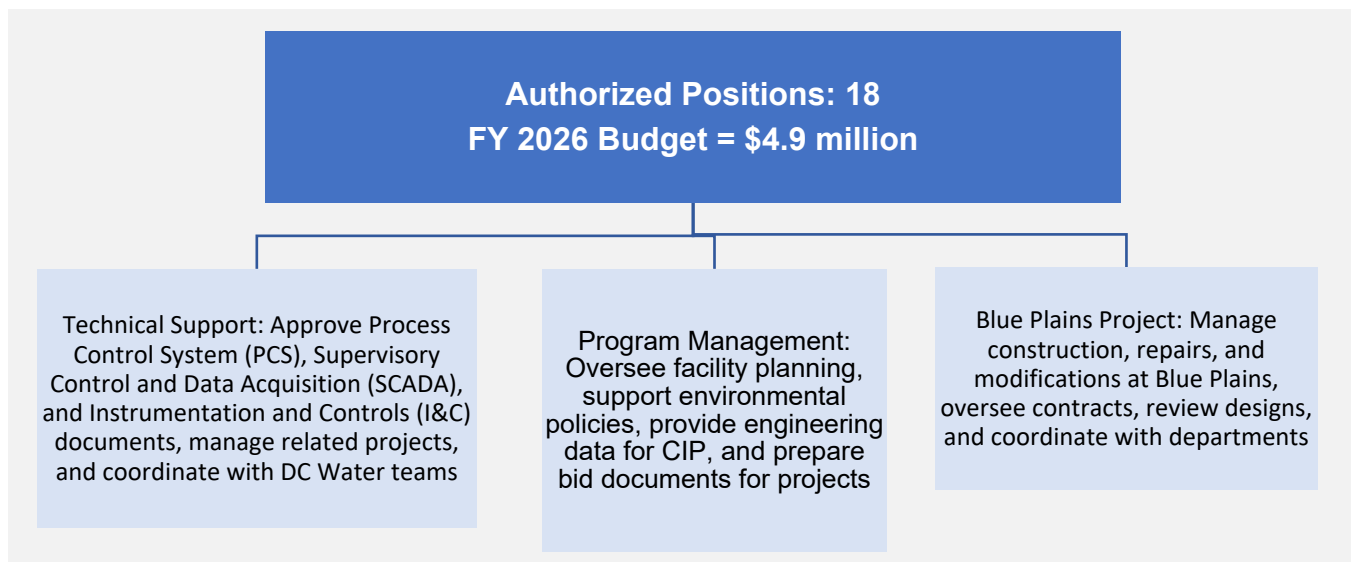 Authorized Positions: 18
FY 2026 Budget = $4.9 million
Technical Support: Approve Process
Control System (PCS), Supervisory
Control and Data Acquisition (SCADA),
and Instrumentation and Controls (I&C)
documents, manage related projects,
and coordinate with DC Water teams
Program Management:
Oversee facility planning,
support environmental
policies, provide engineering
data for CIP, and prepare
bid documents for projects
Blue Plains Project: Manage
construction, repairs, and
modifications at Blue Plains,
oversee contracts, review designs,
and coordinate with departments